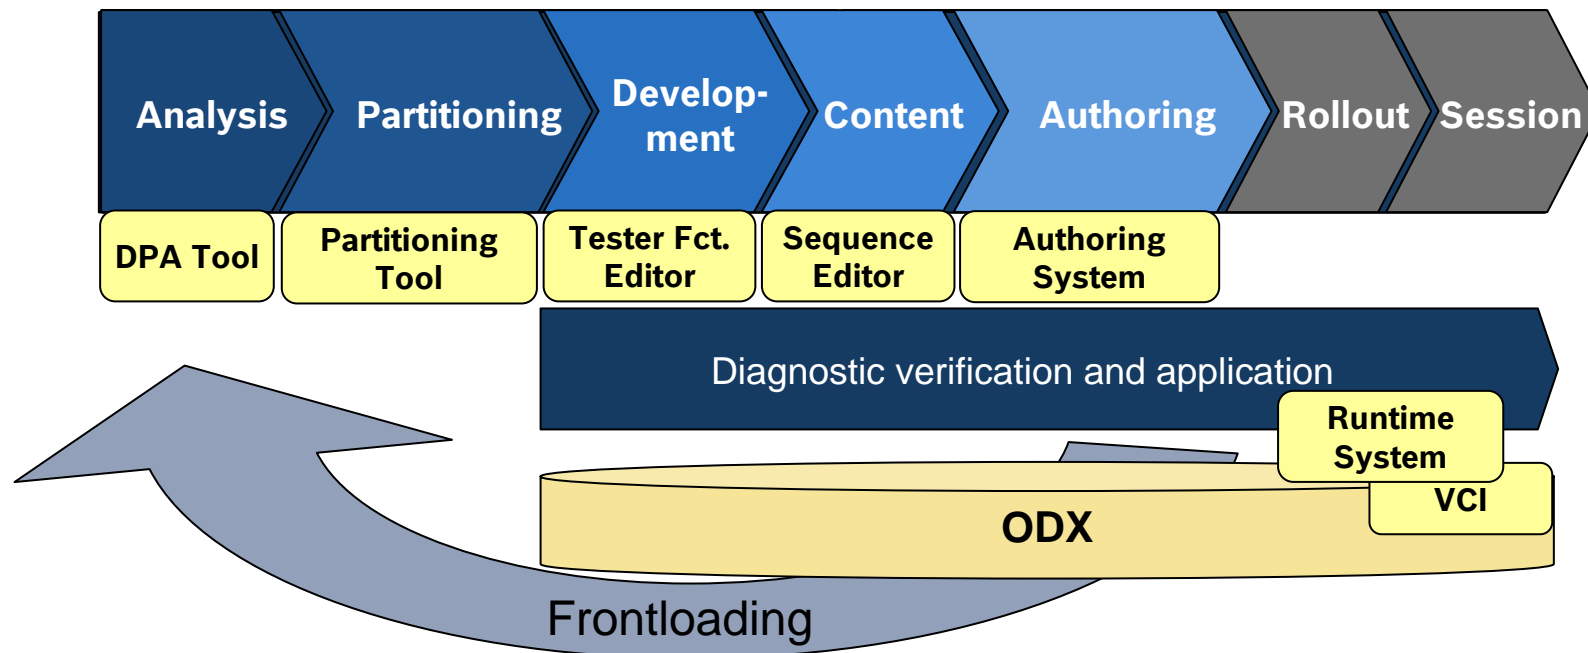 Analysis
Partitioning
Develop-
ment
Content
Authoring
Rollout
Session
DPA Tool
Partitioning
Tool
Tester Fct.
Editor
Sequence
Editor
Authoring
System
Diagnostic verification and application
Runtime
System
VCI
ODX
Frontloading